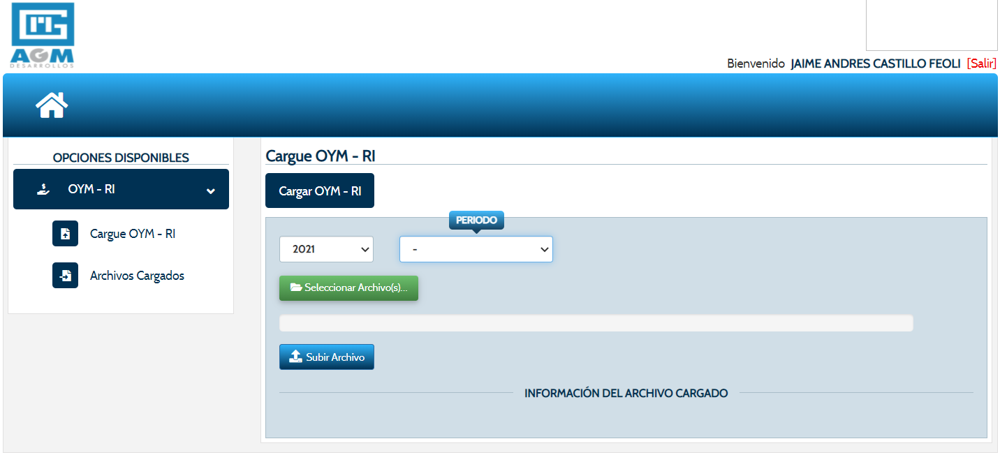 AGM
DESARROLLOS
Bienvenido JAIME ANDRES CASTILLO FEOLI [Salir]
OPCIONES DISPONIBLES
OYM - RI
Cargue OYM - RI
Archivos Cargados
Cargue OYM - RI
Cargar OYM - RI
PERIODO
2021
-
Seleccionar Archivo(s)...
Subir Archivo
INFORMACIÓN DEL ARCHIVO CARGADO